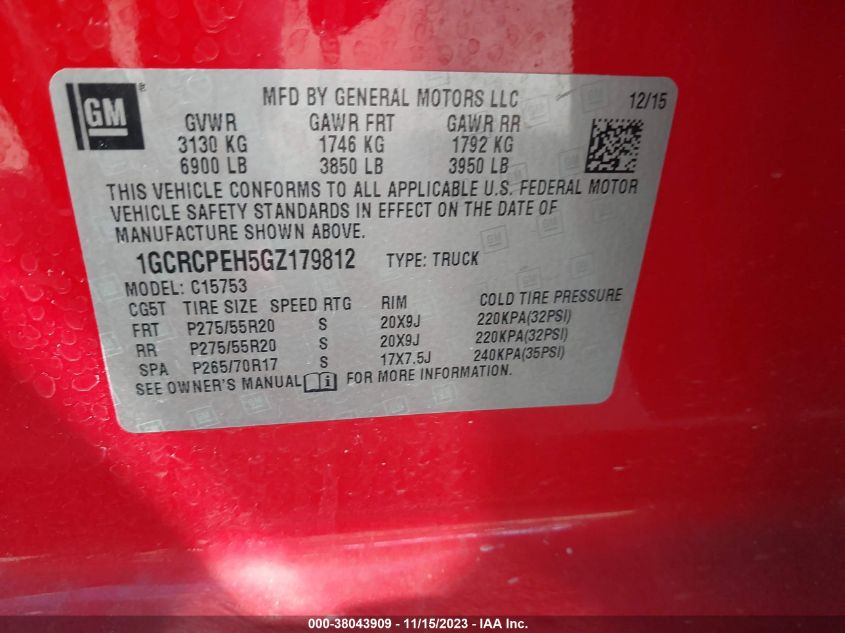 GM
MFD BY GENERAL MOTORS LLC 12/15
GVWR GAWR FRT GAWR RR
3130 KG 1746 KG 1792 KG
6900 LB 3850 LB 3950 LB
THIS VEHICLE CONFORMS TO ALL APPLICABLE U.S. FEDERAL MOTOR
VEHICLE SAFETY STANDARDS IN EFFECT ON THE DATE OF
MANUFACTURE SHOWN ABOVE.
1GCRCPEH5GZ179812 TYPE: TRUCK
MODEL: C15753
CG5T TIRE SIZE SPEED RTG RIM COLD TIRE PRESSURE
FRT P275/55R20 S 20X9J 220KPA(32PSI)
RR P275/55R20 S 20X9J 220KPA(32PSI)
SPA P265/70R17 S 17X7.5J 240KPA(35PSI)
SEE OWNER'S MANUAL i FOR MORE INFORMATION.
000-38043909 - 11/15/2023 - IAA Inc.